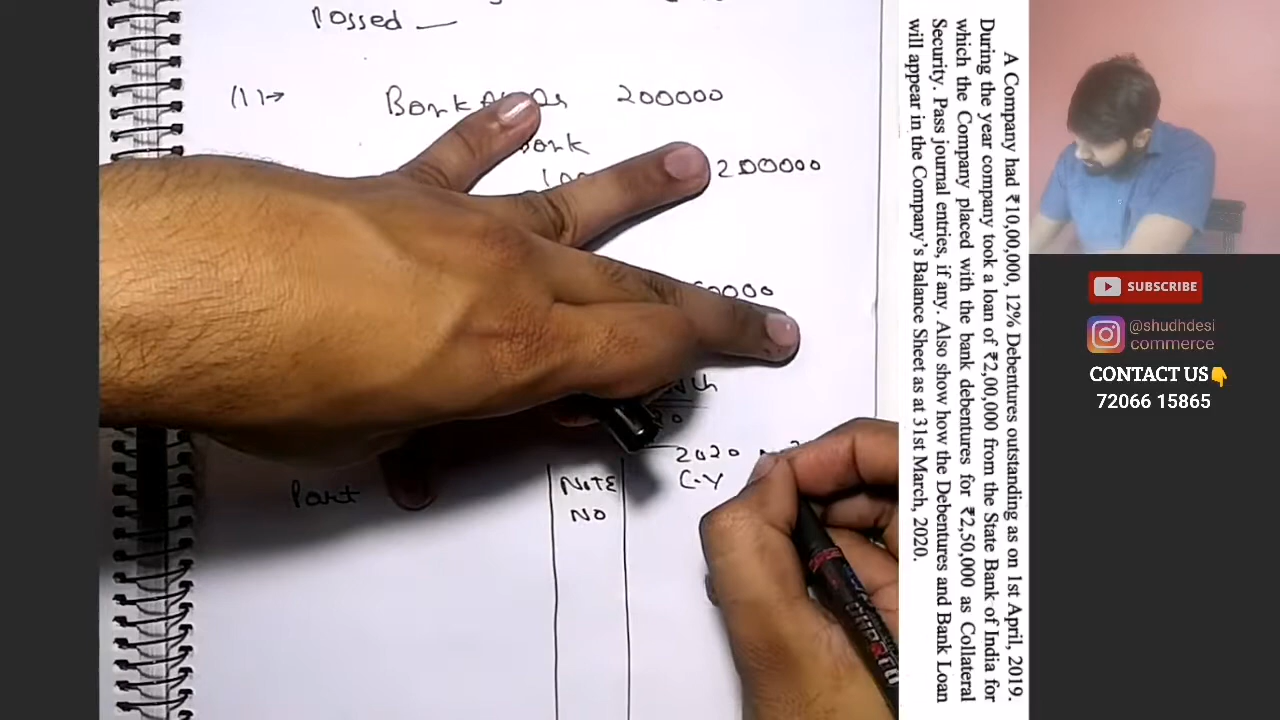 Possed —
(1)→ Bank A/c Dr 200000
Bank
200000
0000
2020
C-Y
Part
NOTE
NO
A Company had ₹10,00,000, 12% Debentures outstanding as on 1st April, 2019.
During the year company took a loan of ₹2,00,000 from the State Bank of India for
which the Company placed with the bank debentures for ₹2,50,000 as Collateral
Security. Pass journal entries, if any. Also show how the Debentures and Bank Loan
will appear in the Company's Balance Sheet as at 31st March, 2020.
SUBSCRIBE
@shudhdesi
commerce
CONTACT US👇
72066 15865